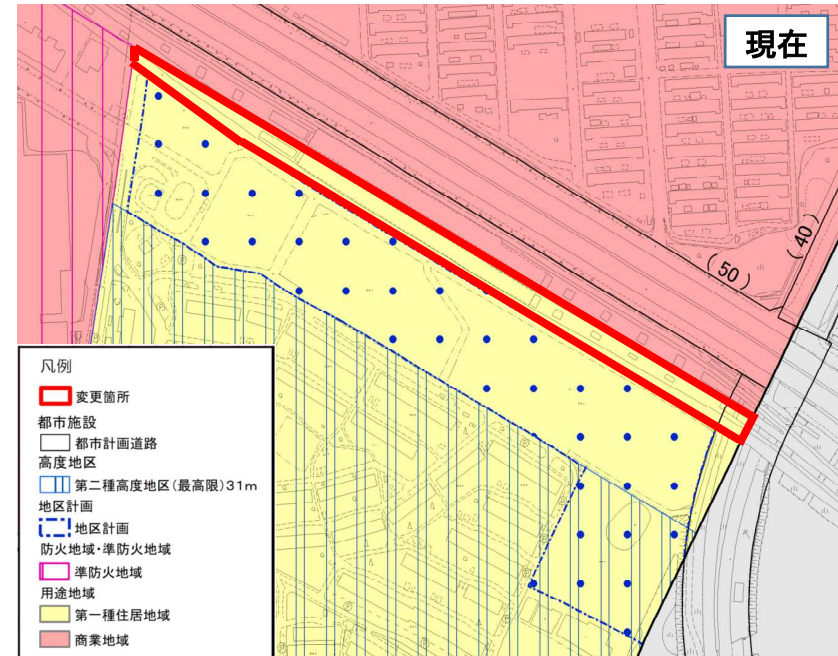 現在
(50)
(40)
凡例
変更箇所
都市施設
都市計画道路
高度地区
第二種高度地区(最高限)31m
地区計画
地区計画
防火地域・準防火地域
準防火地域
用途地域
第一種住居地域
商業地域